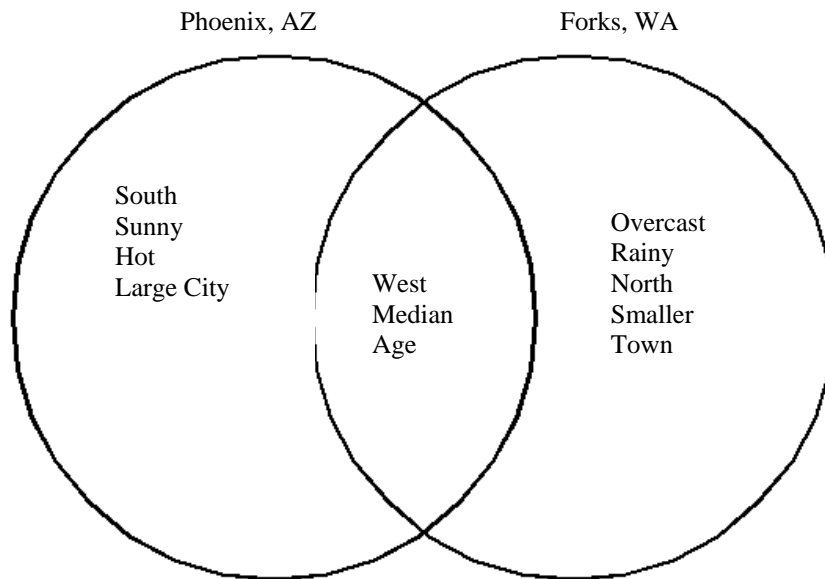 Phoenix, AZ
Forks, WA
South
Sunny
Hot
Large City
West
Median
Age
Overcast
Rainy
North
Smaller
Town